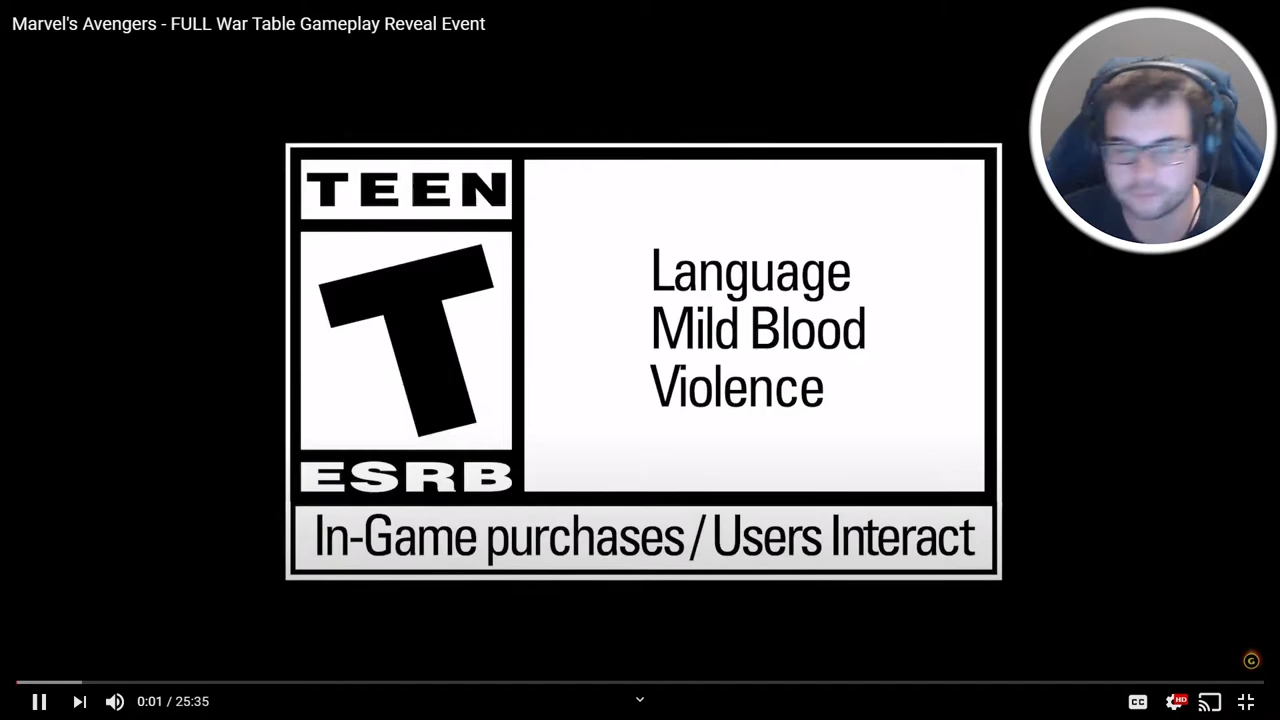 Marvel's Avengers - FULL War Table Gameplay Reveal Event
TEEN
T
ESRB
Language
Mild Blood
Violence
In-Game purchases / Users Interact
G
0:01 / 25:35
CC
HD